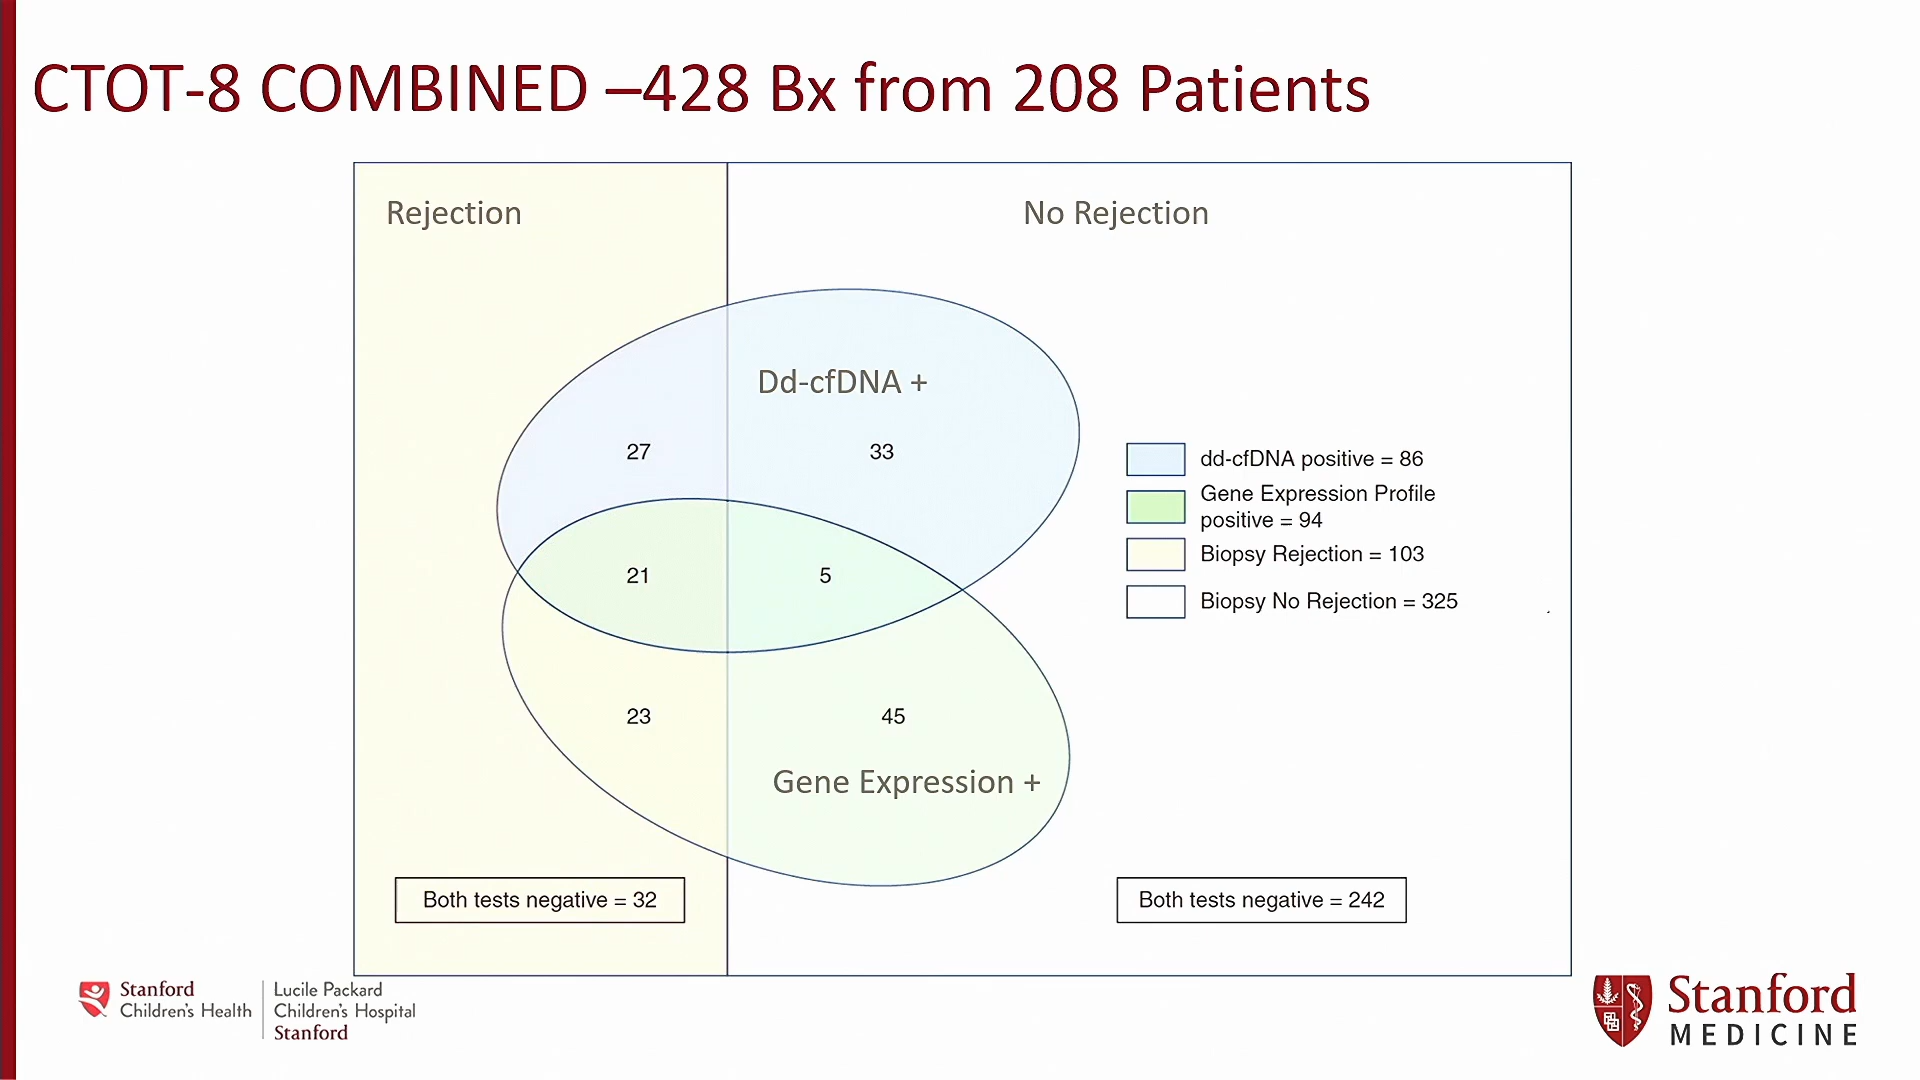 CTOT-8 COMBINED –428 Bx from 208 Patients
Rejection
No Rejection
Dd-cfDNA +
27
33
21
5
23
45
Gene Expression +
dd-cfDNA positive = 86
Gene Expression Profile
positive = 94
Biopsy Rejection = 103
Biopsy No Rejection = 325
Both tests negative = 32
Both tests negative = 242
Stanford
Children's Health
Lucile Packard
Children's Hospital
Stanford
Stanford
MEDICINE